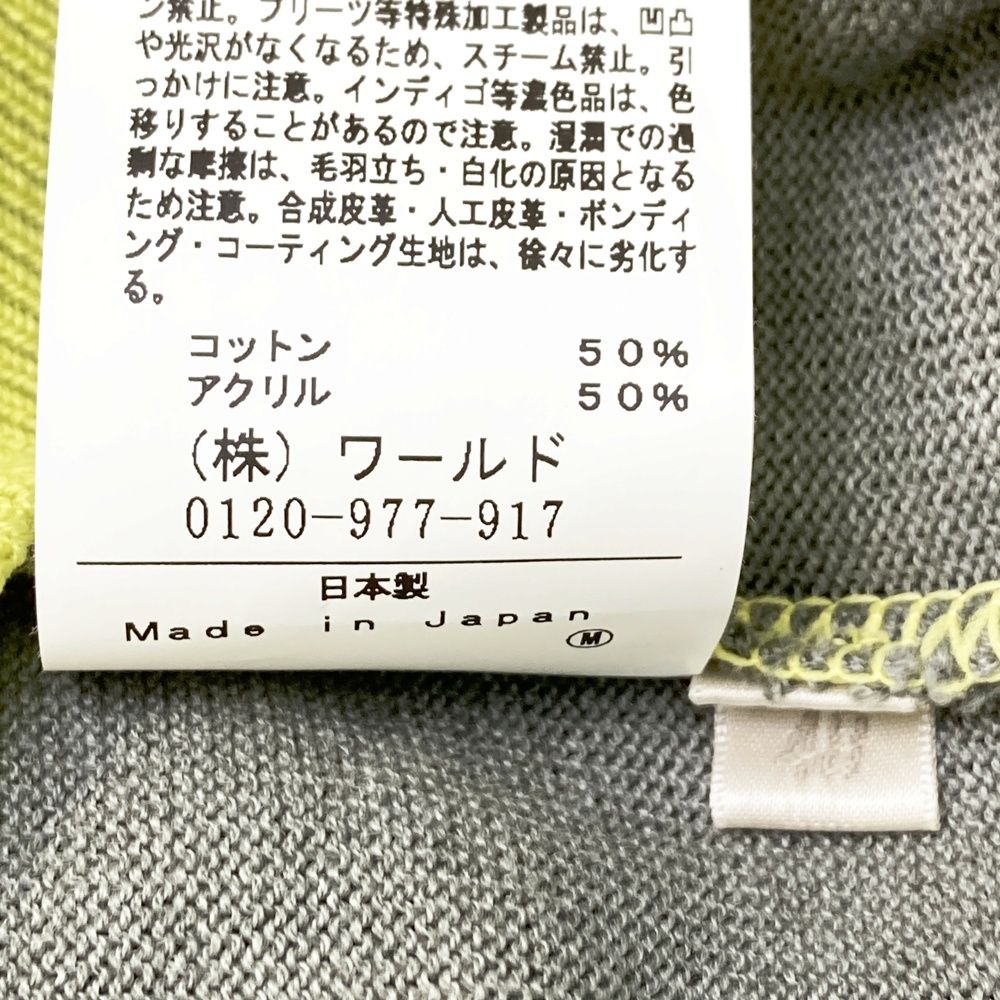 ン禁止。プリーツ等特殊加工製品は、凹凸
や光沢がなくなるため、スチーム禁止。引
っかけに注意。インディゴ等濃色品は、色
移りすることがあるので注意。湿潤での過
剰な摩擦は、毛羽立ち・白化の原因となる
ため注意。合成皮革・人工皮革・ボンディ
ング・コーティング生地は、徐々に劣化す
る。
コットン 50%
アクリル 50%
(株) ワールド
0120-977-917
日本製
Made in Japan
M